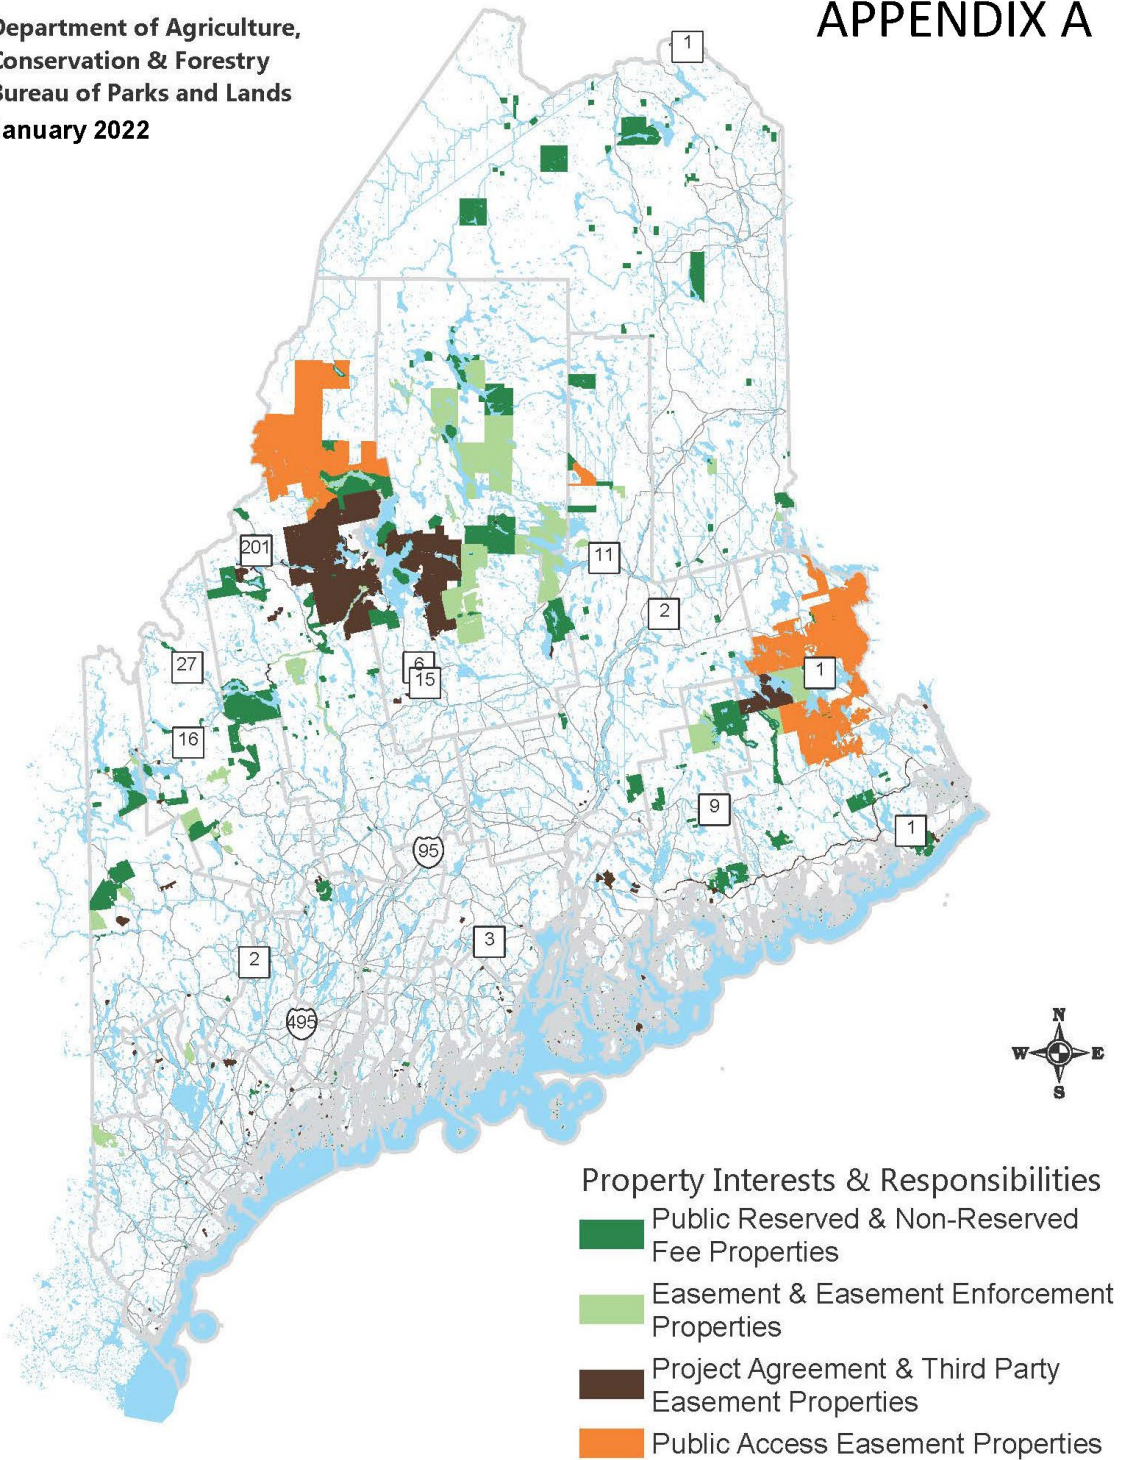 Department of Agriculture,
Conservation & Forestry
Bureau of Parks and Lands
January 2022
APPENDIX A
1
201
11
2
27
6
15
1
16
9
1
95
3
2
495
N
W E
S
Property Interests & Responsibilities
Public Reserved & Non-Reserved
Fee Properties
Easement & Easement Enforcement
Properties
Project Agreement & Third Party
Easement Properties
Public Access Easement Properties